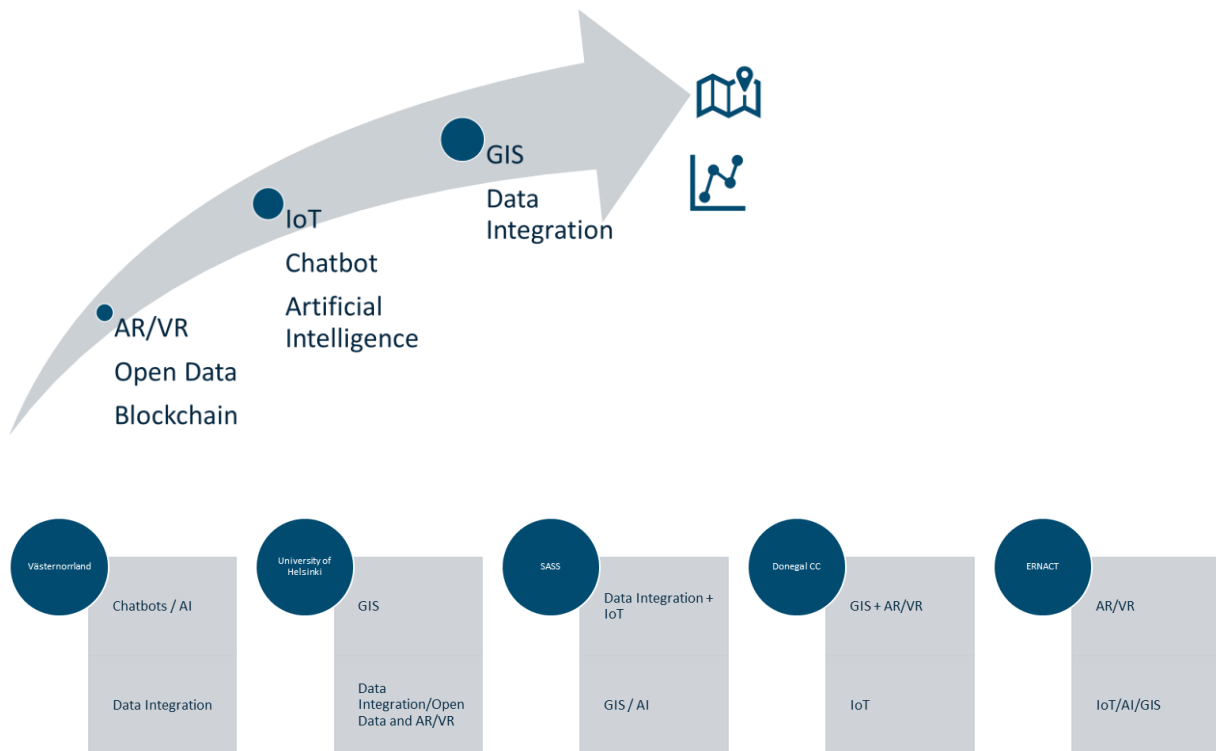 GIS
Data
Integration
IoT
Chatbot
Artificial
Intelligence
AR/VR
Open Data
Blockchain
Västernorrland
Chatbots / AI
Data Integration
University of
Helsinki
GIS
Data
Integration/Open
Data and AR/VR
SASS
Data Integration +
IoT
GIS / AI
Donegal CC
GIS + AR/VR
IoT
ERNACT
AR/VR
IoT/AI/GIS